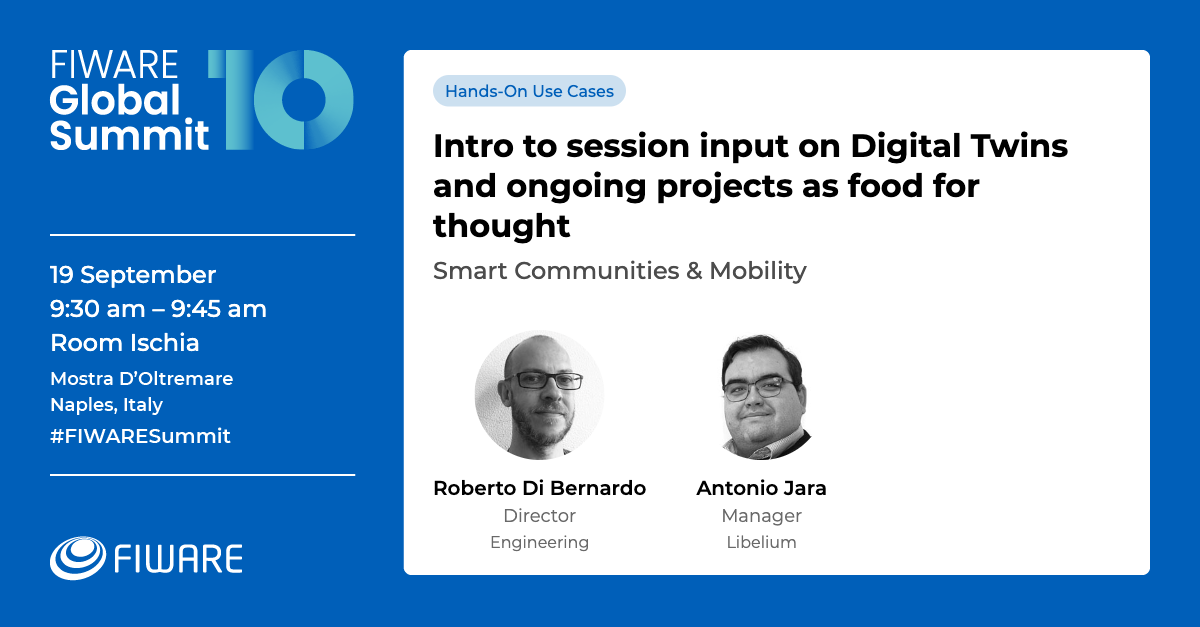 FIWARE
Global
Summit 10
19 September
9:30 am – 9:45 am
Room Ischia
Mostra D’Oltremare
Naples, Italy
#FIWARESummit
FIWARE
Hands-On Use Cases
Intro to session input on Digital Twins
and ongoing projects as food for
thought
Smart Communities & Mobility
Roberto Di Bernardo
Director
Engineering
Antonio Jara
Manager
Libelium